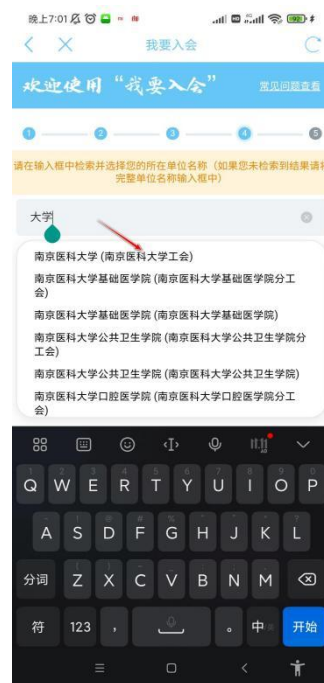 晚上7:01
我要入会
欢迎使用“我要入会”
常见问题查看
1 2 3 4 5
请在输入框中检索并选择您的所在单位名称（如果您未检索到结果请将
完整单位名称输入框中）
大学
南京医科大学 (南京医科大学工会)
南京医科大学基础医学院 (南京医科大学基础医学院分工
会)
南京医科大学基础医学院 (南京医科大学基础医学院)
南京医科大学公共卫生学院 (南京医科大学公共卫生学院分
工会)
南京医科大学公共卫生学院 (南京医科大学公共卫生学院)
南京医科大学口腔医学院 (南京医科大学口腔医学院分工
会)
Q W E R T Y U I O P
A S D F G H J K L
分词 Z X C V B N M
符 123 ， 。 中 开始